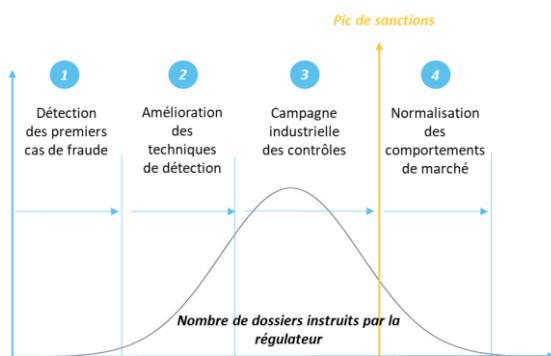 Pic de sanctions
1
2
3
4
Détection
des premiers
cas de fraude
Amélioration
des
techniques
de détection
Campagne
industrielle
des contrôles
Normalisation
des
comportements
de marché
Nombre de dossiers instruits par la
régulateur